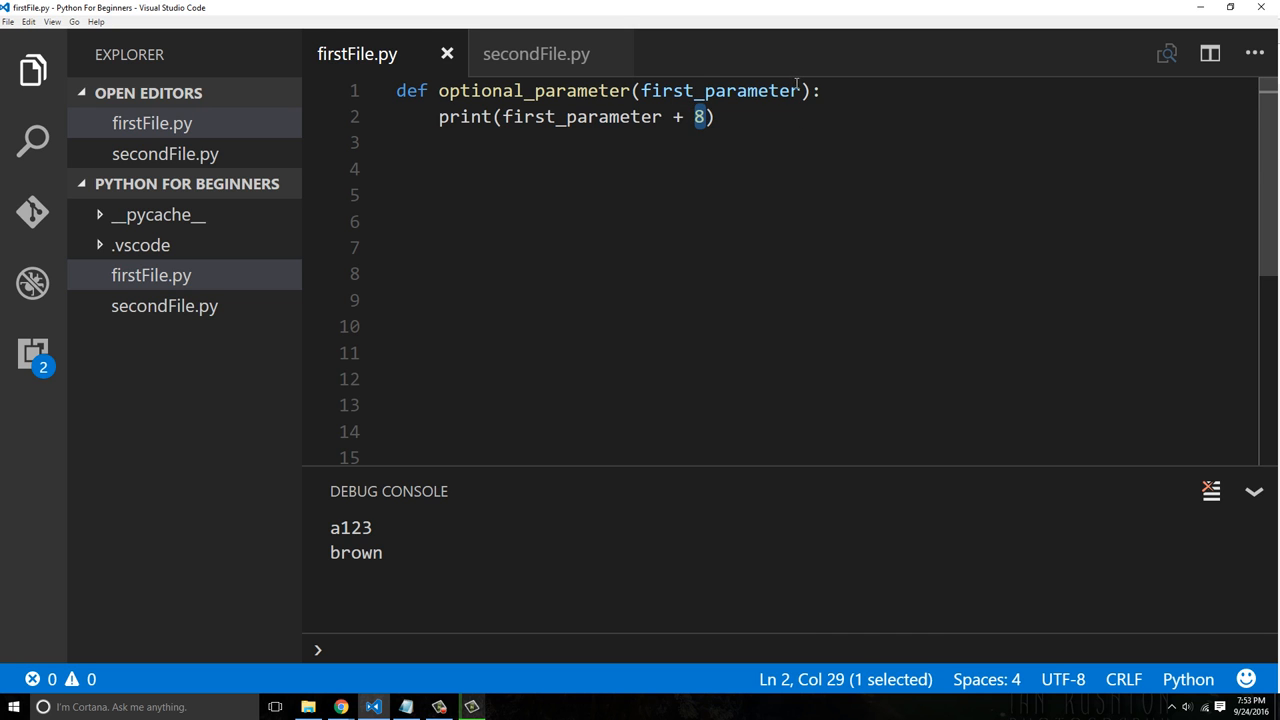 firstFile.py - Python For Beginners - Visual Studio Code
File Edit View Go Help
EXPLORER
OPEN EDITORS
firstFile.py
secondFile.py
PYTHON FOR BEGINNERS
__pycache__
.vscode
firstFile.py
secondFile.py
2
firstFile.py secondFile.py
1 def optional_parameter(first_parameter):
2 print(first_parameter + 8)
3
4
5
6
7
8
9
10
11
12
13
14
15
DEBUG CONSOLE
a123
brown
0 0 Ln 2, Col 29 (1 selected) Spaces: 4 UTF-8 CRLF Python
I'm Cortana. Ask me anything.
7:53 PM
9/24/2016